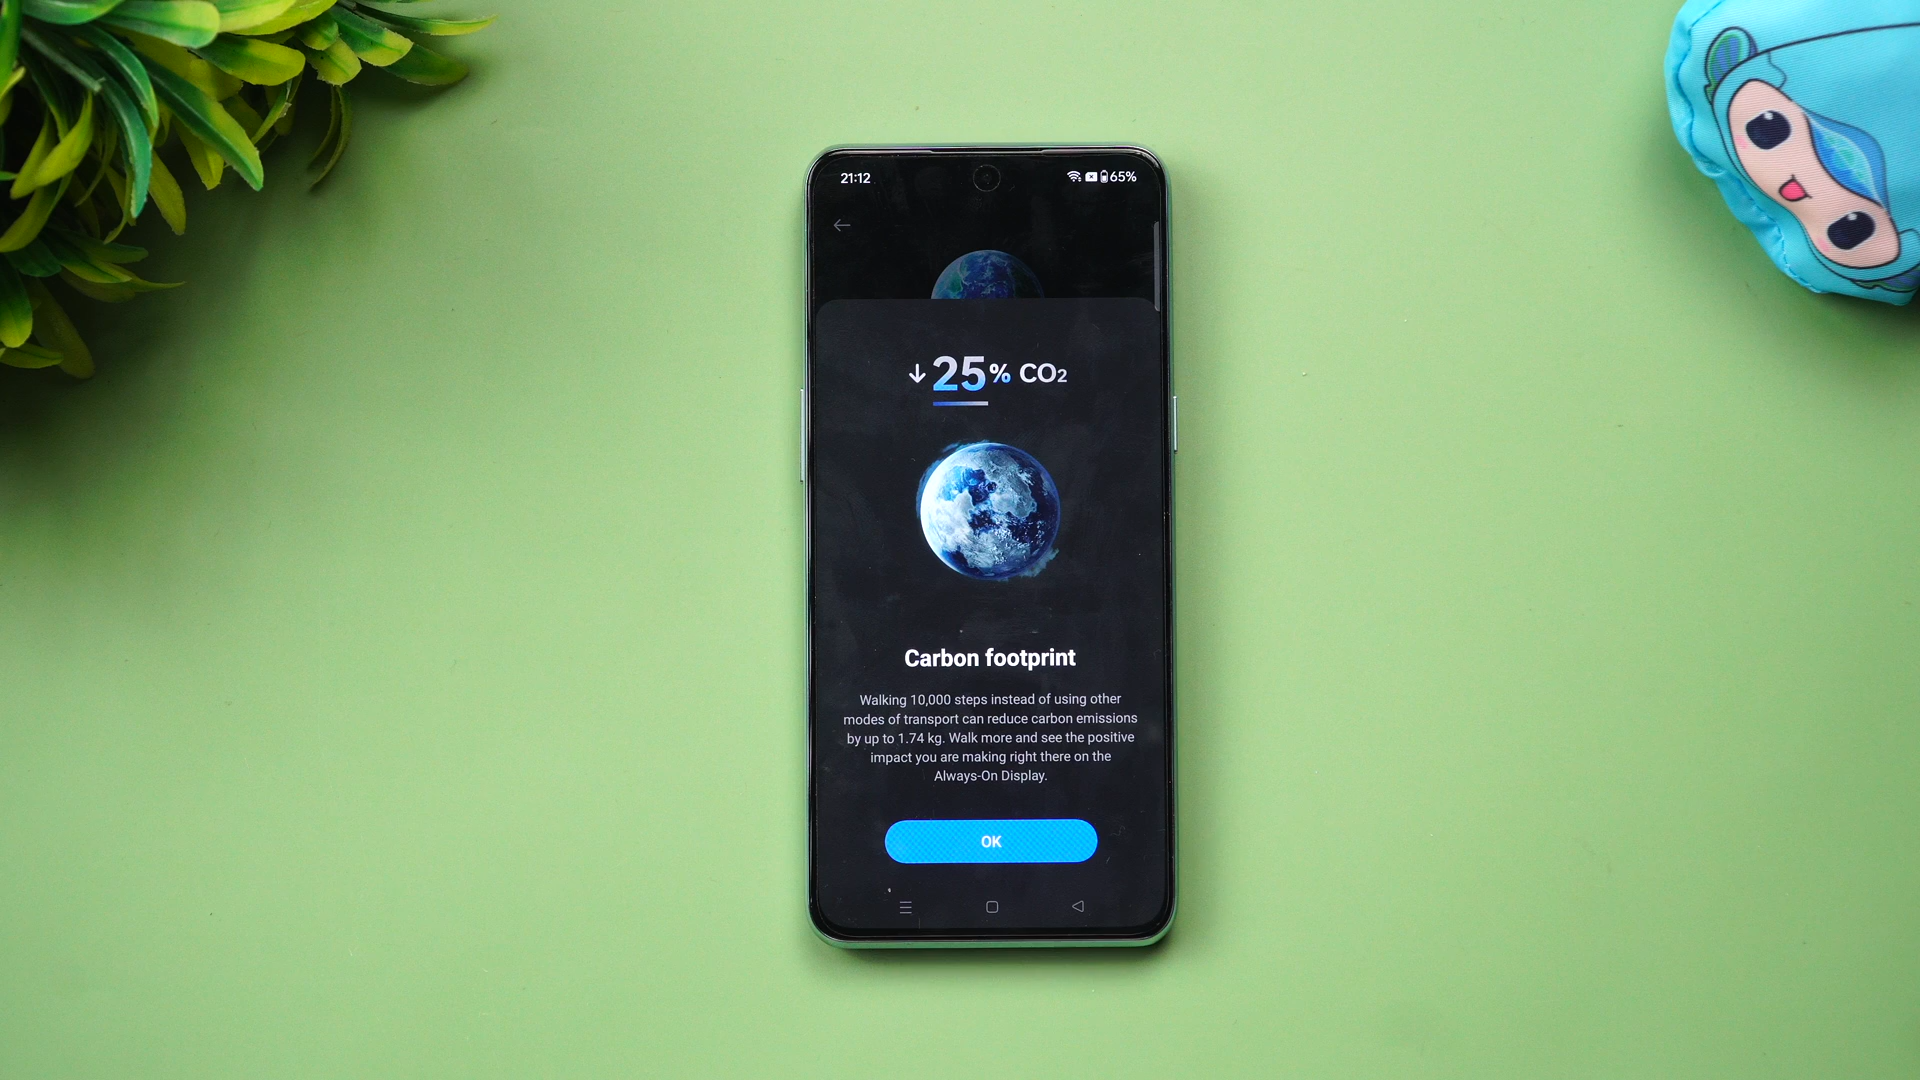 21:12
65%
↓25% CO₂
Carbon footprint
Walking 10,000 steps instead of using other
modes of transport can reduce carbon emissions
by up to 1.74 kg. Walk more and see the positive
impact you are making right there on the
Always-On Display.
OK